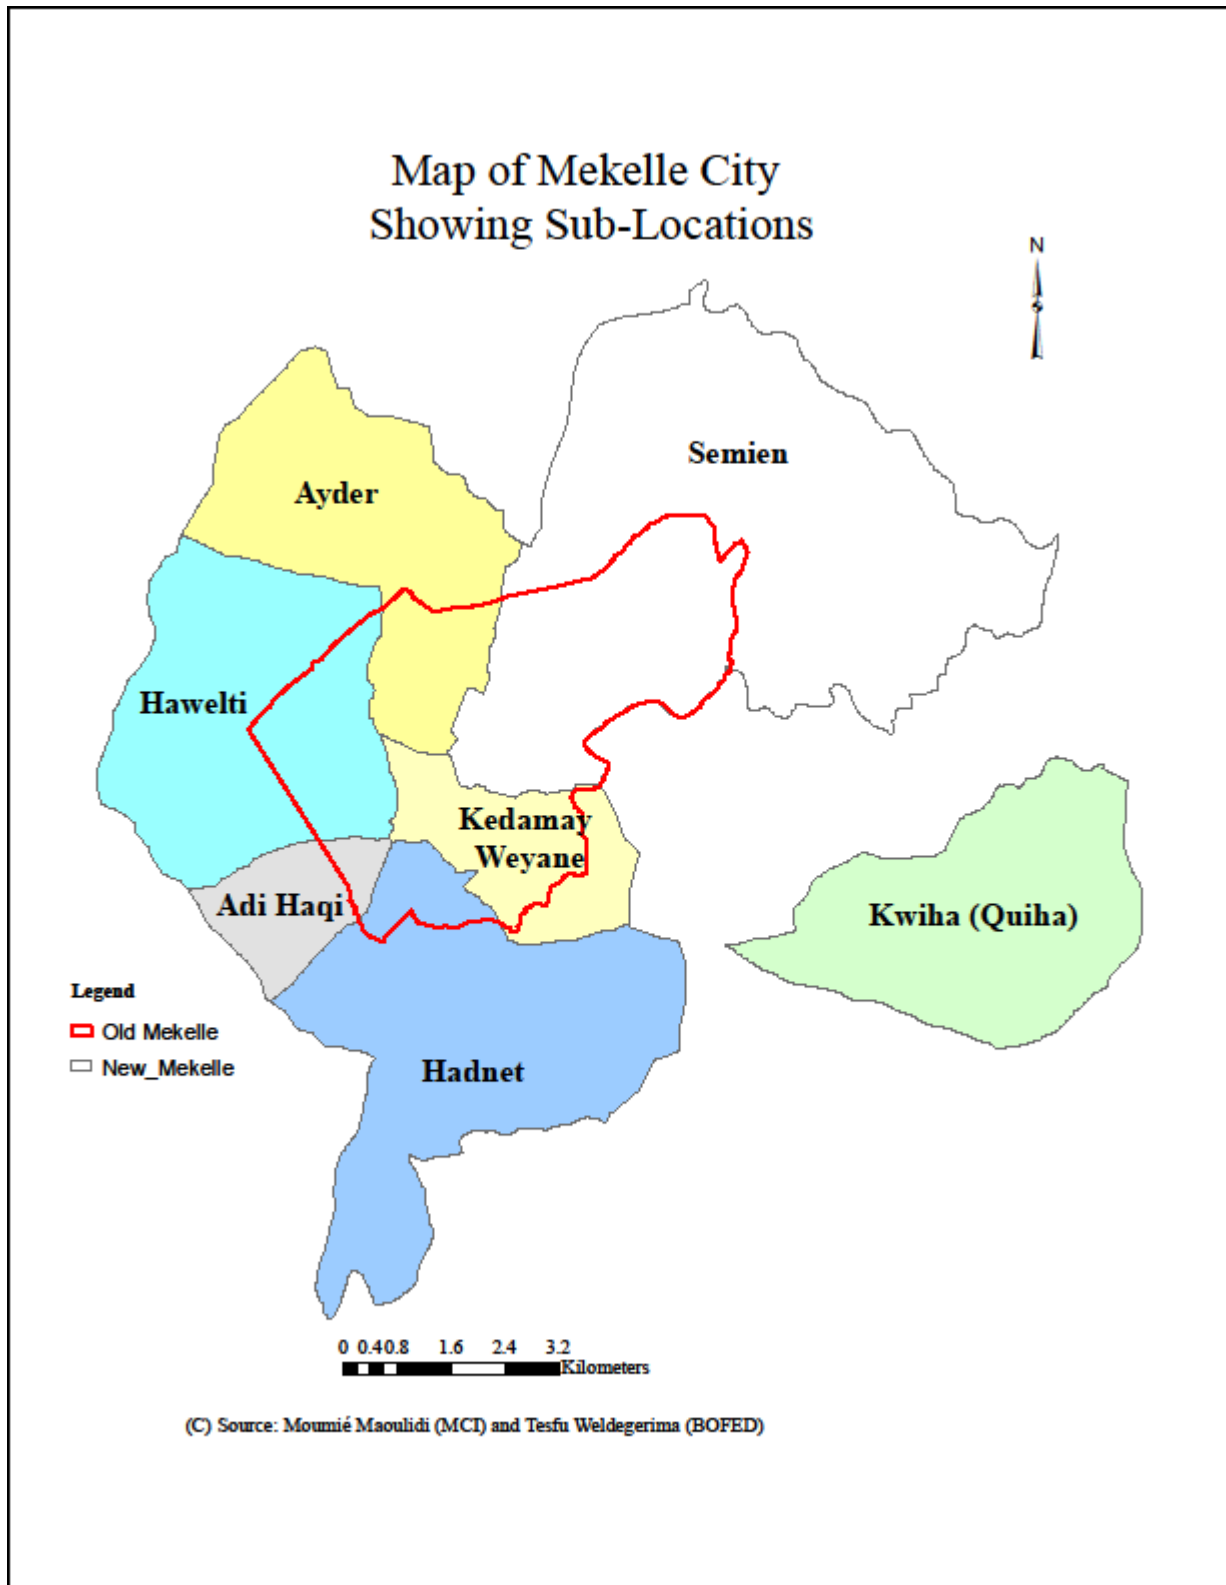 Map of Mekelle City
Showing Sub-Locations
N
Semien
Ayder
Hawelti
Kedamay
Weyane
Adi Haqi
Kwiha (Quiha)
Legend
Old Mekelle
New_Mekelle
Hadnet
0 0.4 0.8 1.6 2.4 3.2
Kilometers
(C) Source: Moumié Maoulidi (MCI) and Tesfu Weldegerima (BOFED)